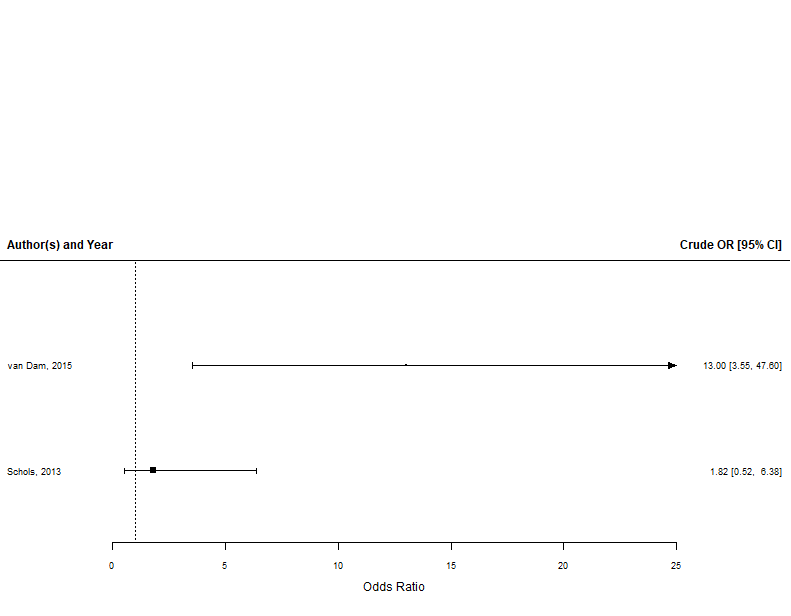 Author(s) and Year Crude OR [95% CI]
van Dam, 2015 13.00 [3.55, 47.60]
Schols, 2013 1.82 [0.52, 6.38]
0 5 10 15 20 25
Odds Ratio